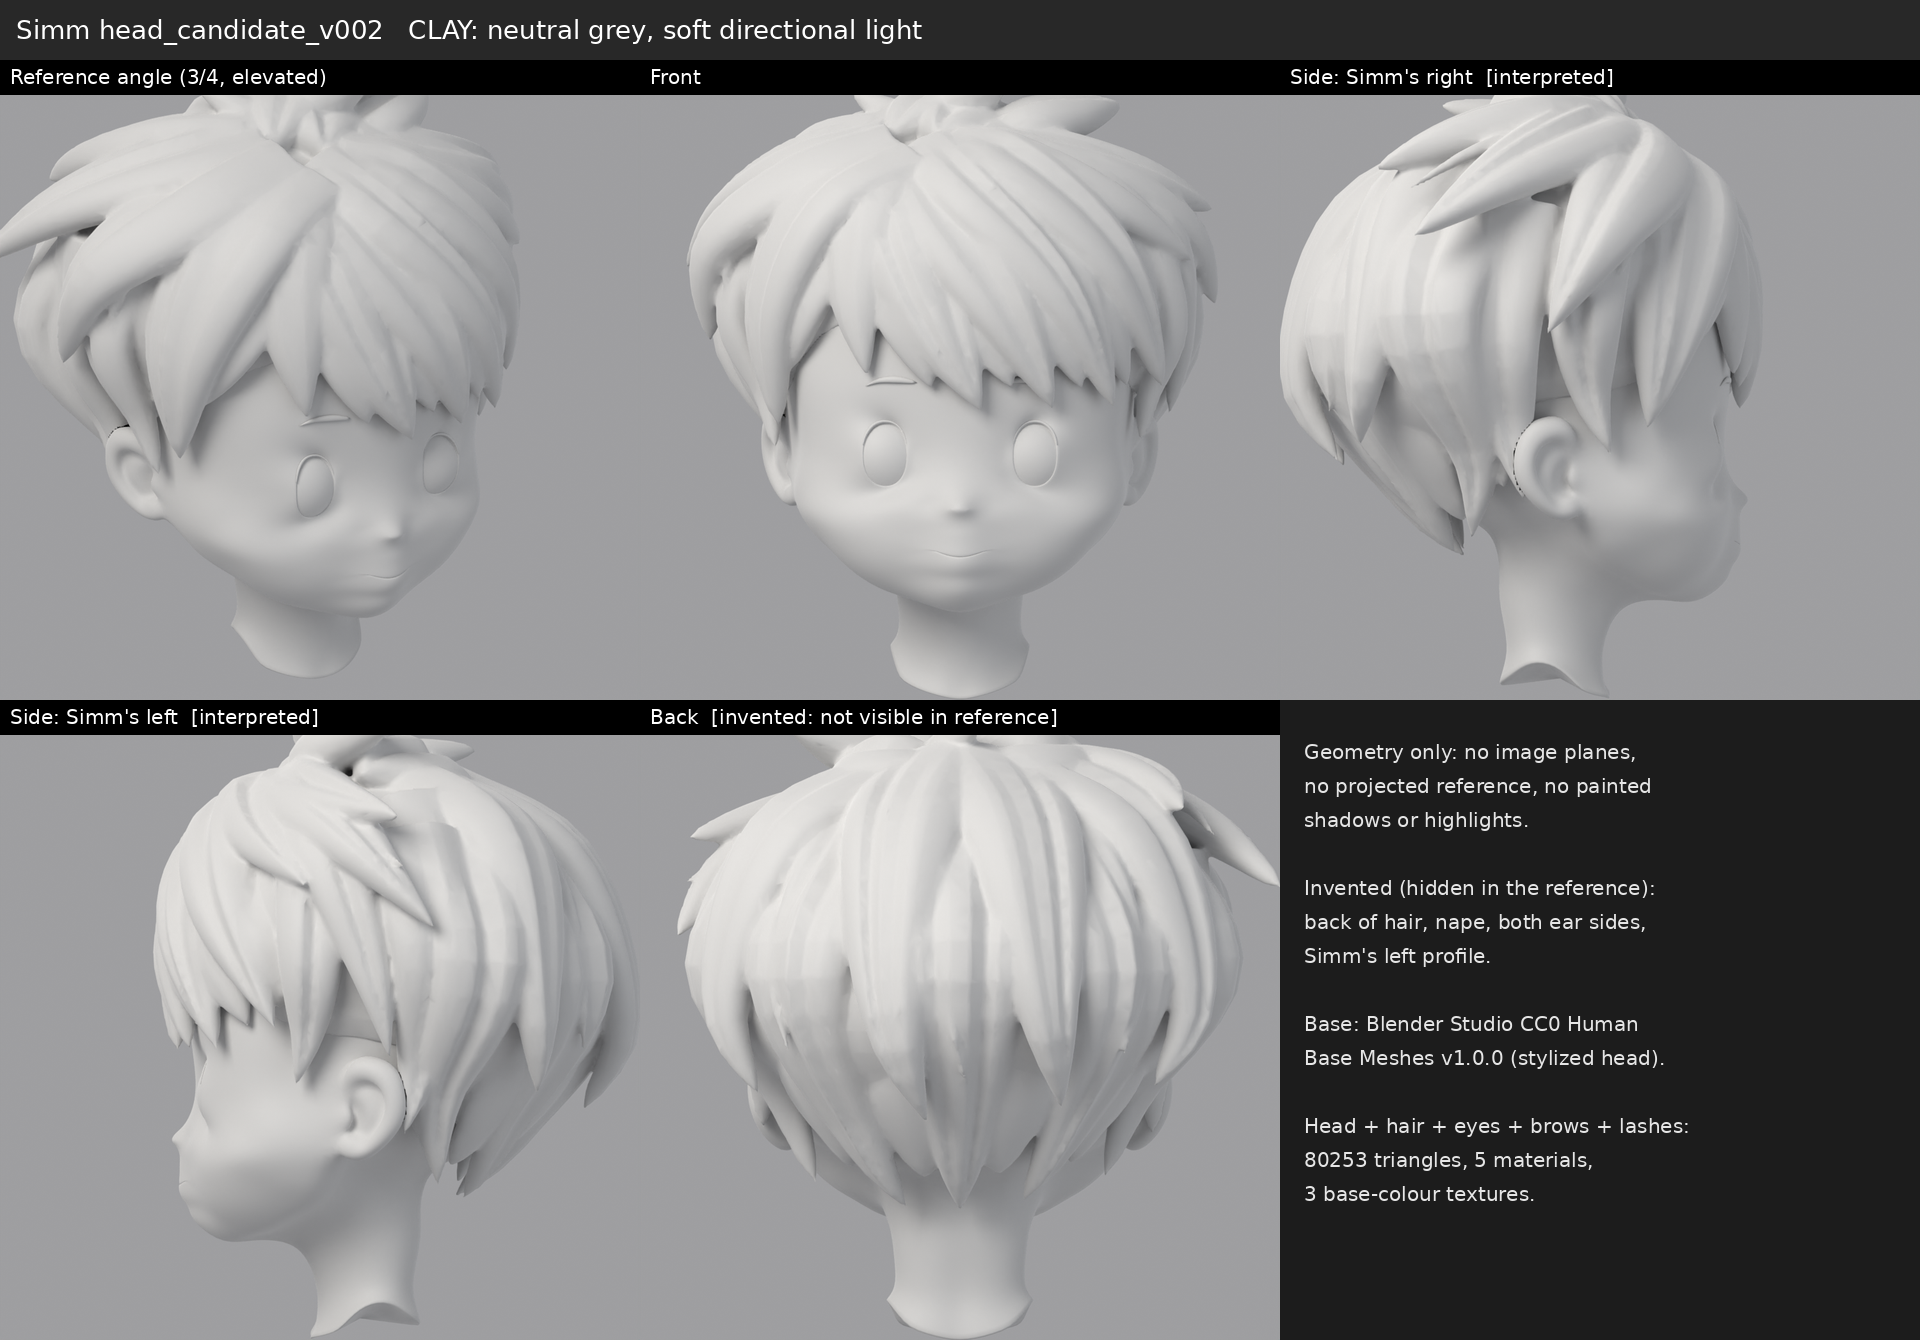 Simm head_candidate_v002   CLAY: neutral grey, soft directional light
Reference angle (3/4, elevated)
Front
Side: Simm's right  [interpreted]
Side: Simm's left  [interpreted]
Back  [invented: not visible in reference]
Geometry only: no image planes,
no projected reference, no painted
shadows or highlights.
Invented (hidden in the reference):
back of hair, nape, both ear sides,
Simm's left profile.
Base: Blender Studio CC0 Human
Base Meshes v1.0.0 (stylized head).
Head + hair + eyes + brows + lashes:
80253 triangles, 5 materials,
3 base-colour textures.